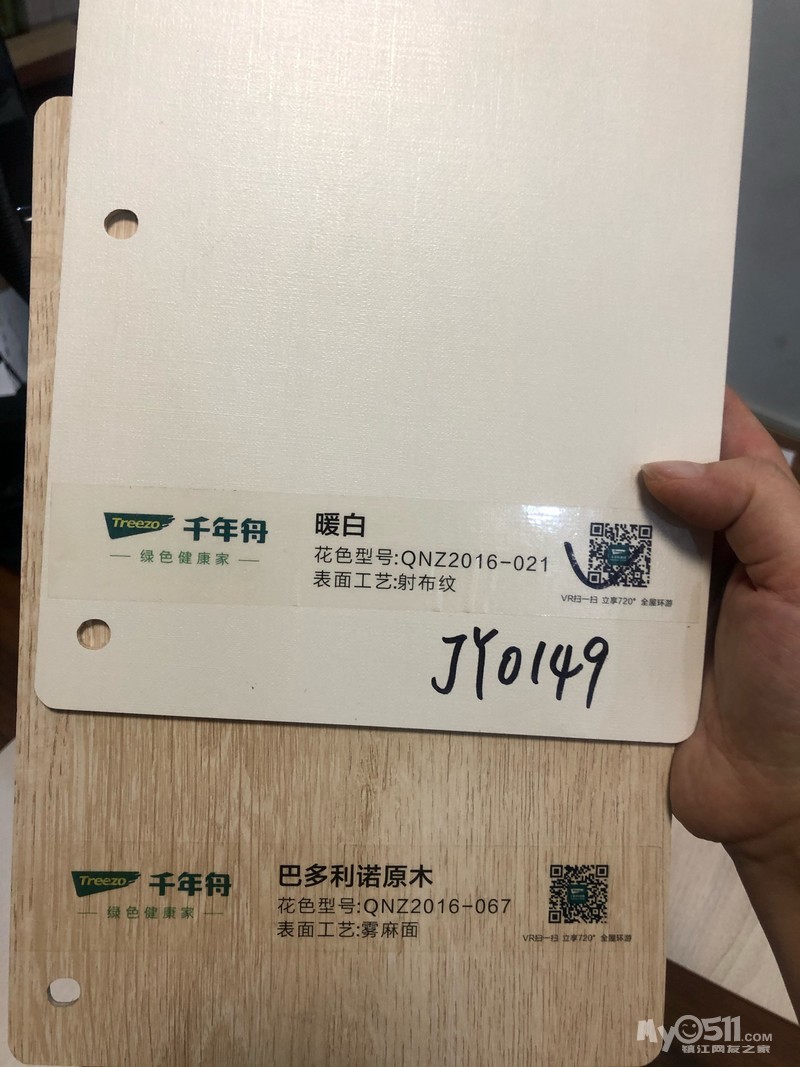 Treezo 千年舟
绿色健康家
暖白
花色型号:QNZ2016-021
表面工艺:射布纹
VR扫一扫 立享720° 全屋环游
JY0149
Treezo 千年舟
绿色健康家
巴多利诺原木
花色型号:QNZ2016-067
表面工艺:雾麻面
VR扫一扫 立享720° 全屋环游
My0511.COM
镇江网友之家